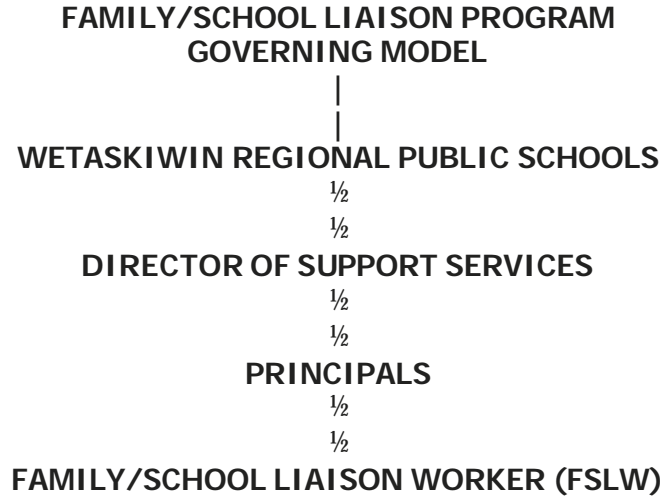 FAMILY/SCHOOL LIAISON PROGRAM
GOVERNING MODEL
|
|
WETASKIWIN REGIONAL PUBLIC SCHOOLS
½
½
DIRECTOR OF SUPPORT SERVICES
½
½
PRINCIPALS
½
½
FAMILY/SCHOOL LIAISON WORKER (FSLW)